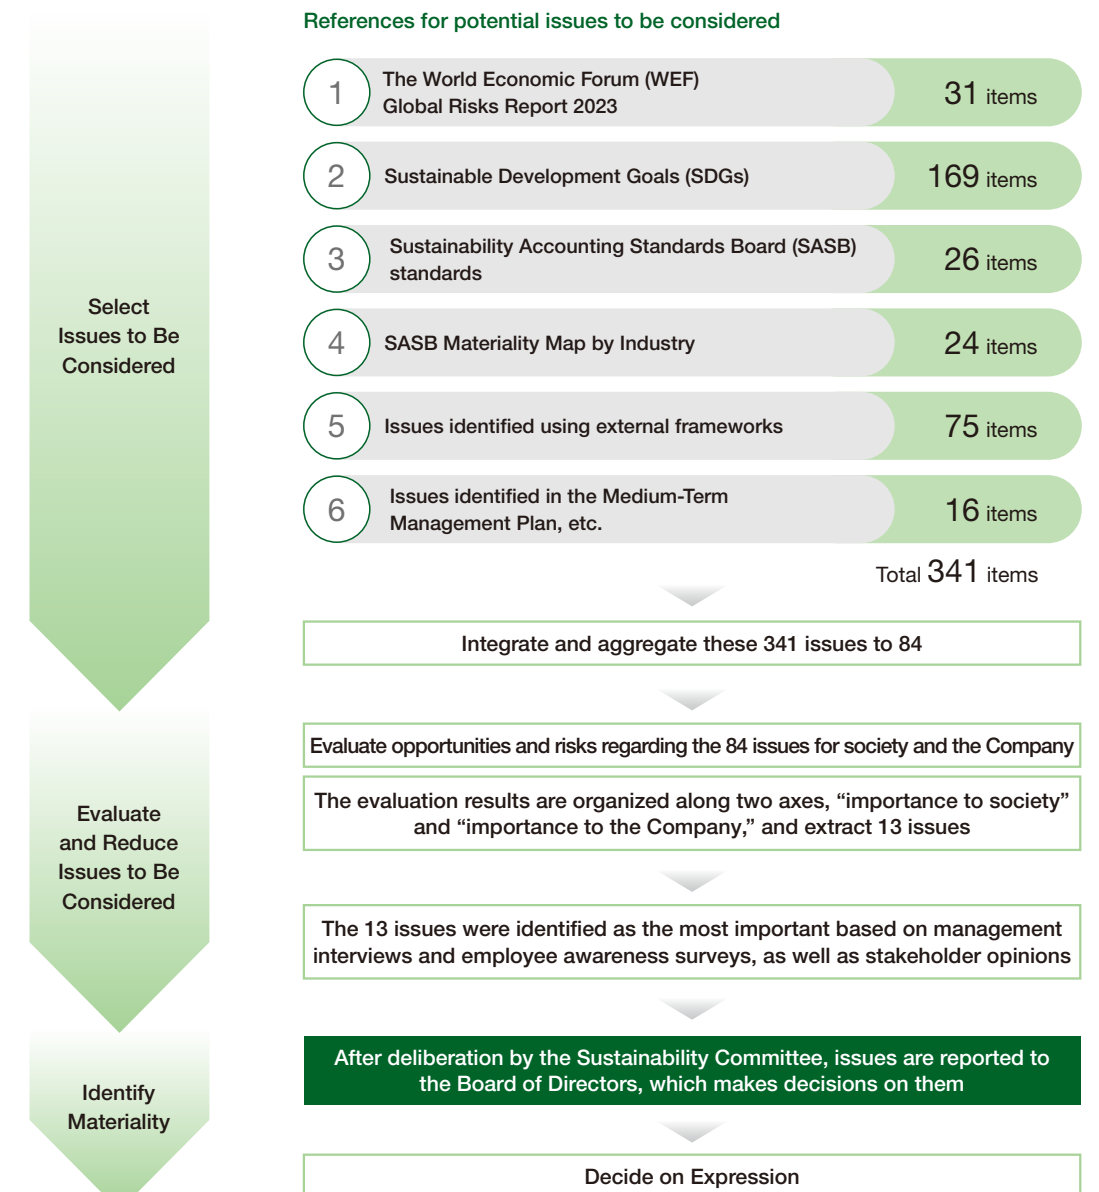 References for potential issues to be considered
1
The World Economic Forum (WEF)
Global Risks Report 2023
31 items
2
Sustainable Development Goals (SDGs)
169 items
3
Sustainability Accounting Standards Board (SASB)
standards
26 items
4
SASB Materiality Map by Industry
24 items
5
Issues identified using external frameworks
75 items
6
Issues identified in the Medium-Term
Management Plan, etc.
16 items
Total 341 items
Select
Issues to Be
Considered
Integrate and aggregate these 341 issues to 84
Evaluate opportunities and risks regarding the 84 issues for society and the Company
The evaluation results are organized along two axes, “importance to society”
and “importance to the Company,” and extract 13 issues
Evaluate
and Reduce
Issues to Be
Considered
The 13 issues were identified as the most important based on management
interviews and employee awareness surveys, as well as stakeholder opinions
After deliberation by the Sustainability Committee, issues are reported to
the Board of Directors, which makes decisions on them
Identify
Materiality
Decide on Expression